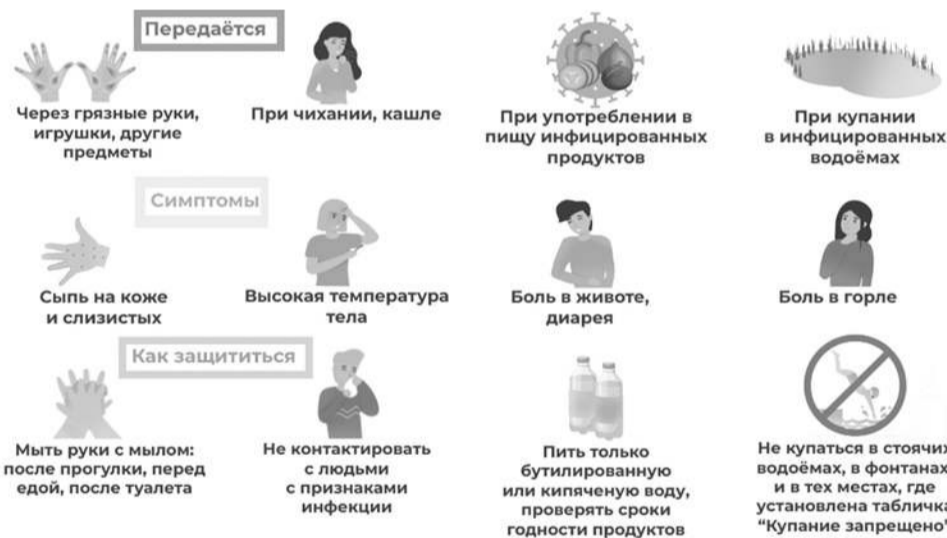 Передаётся
Через грязные руки,
игрушки, другие
предметы
При чихании, кашле
При употреблении в
пищу инфицированных
продуктов
При купании
в инфицированных
водоёмах
Симптомы
Сыпь на коже
и слизистых
Высокая температура
тела
Боль в животе,
диарея
Боль в горле
Как защититься
Мыть руки с мылом:
после прогулки, перед
едой, после туалета
Не контактировать
с людьми
с признаками
инфекции
Пить только
бутилированную
или кипяченую воду,
проверять сроки
годности продуктов
Не купаться в стоячих
водоёмах, в фонтанах
и в тех местах, где
установлена табличка
“Купание запрещено”